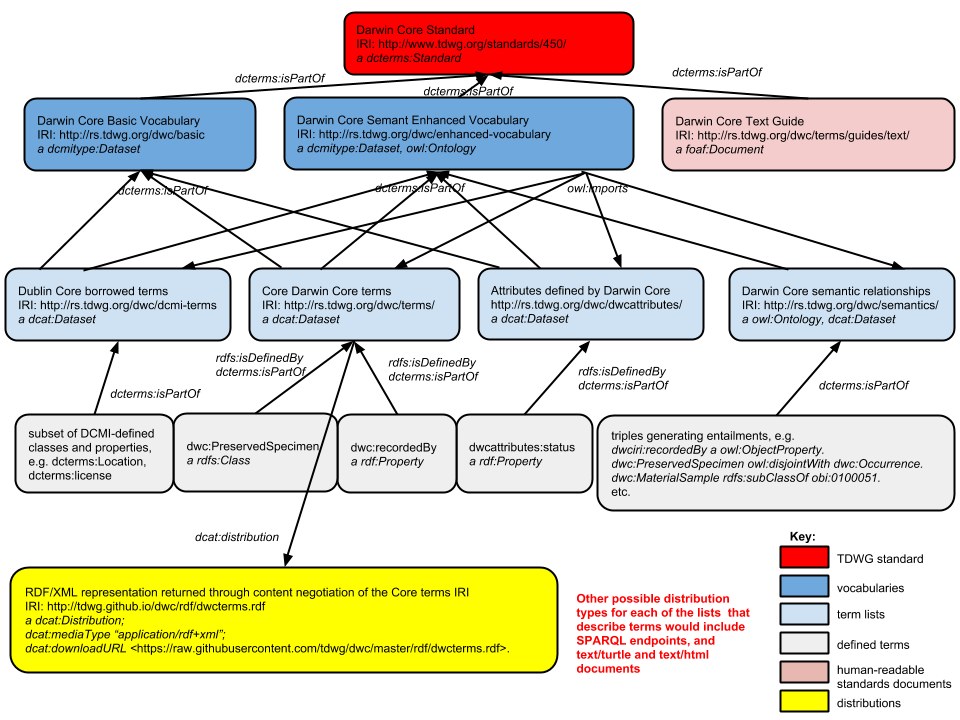 Darwin Core Standard
IRI: http://www.tdwg.org/standards/450/
a dcterms:Standard
dcterms:isPartOf
dcterms:isPartOf
dcterms:isPartOf
Darwin Core Basic Vocabulary
IRI: http://rs.tdwg.org/dwc/basic
a dcmitype:Dataset
Darwin Core Semant Enhanced Vocabulary
IRI: http://rs.tdwg.org/dwc/enhanced-vocabulary
a dcmitype:Dataset, owl:Ontology
Darwin Core Text Guide
IRI: http://rs.tdwg.org/dwc/terms/guides/text/
a foaf:Document
dcterms:isPartOf
dcterms:isPartOf
owl:imports
Dublin Core borrowed terms
IRI: http://rs.tdwg.org/dwc/dcmi-terms
a dcat:Dataset
Core Darwin Core terms
IRI: http://rs.tdwg.org/dwc/terms/
a dcat:Dataset
Attributes defined by Darwin Core
http://rs.tdwg.org/dwc/dwcattributes/
a dcat:Dataset
Darwin Core semantic relationships
IRI: http://rs.tdwg.org/dwc/semantics/
a owl:Ontology, dcat:Dataset
dcterms:isPartOf
rdfs:isDefinedBy
dcterms:isPartOf
rdfs:isDefinedBy
dcterms:isPartOf
rdfs:isDefinedBy
dcterms:isPartOf
dcterms:isPartOf
subset of DCMI-defined
classes and properties,
e.g. dcterms:Location,
dcterms:license
dwc:PreservedSpecimen
a rdfs:Class
dwc:recordedBy
a rdf:Property
dwcattributes:status
a rdf:Property
triples generating entailments, e.g.
dwciri:recordedBy a owl:ObjectProperty.
dwc:PreservedSpecimen owl:disjointWith dwc:Occurrence.
dwc:MaterialSample rdfs:subClassOf obi:0100051.
etc.
dcat:distribution
RDF/XML representation returned through content negotiation of the Core terms IRI
IRI: http://tdwg.github.io/dwc/rdf/dwcterms.rdf
a dcat:Distribution;
dcat:mediaType “application/rdf+xml”;
dcat:downloadURL <https://raw.githubusercontent.com/tdwg/dwc/master/rdf/dwcterms.rdf>.
Other possible distribution
types for each of the lists that
describe terms would include
SPARQL endpoints, and
text/turtle and text/html
documents
Key:
TDWG standard
vocabularies
term lists
defined terms
human-readable
standards documents
distributions